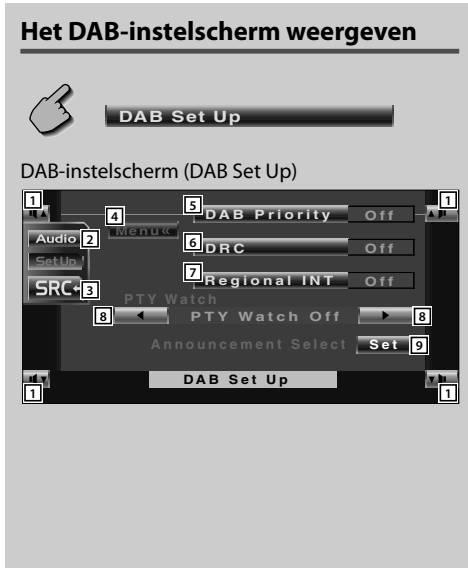 Het DAB-instelscherm weergeven
DAB Set Up
DAB-instelscherm (DAB Set Up)
1 1
5 DAB Priority Off
4 Menu«
Audio 2
6 DRC Off
Set Up
7 Regional INT Off
SRC 3
PTY Watch
8 ◄ PTY Watch Off ► 8
Announcement Select Set 9
DAB Set Up
1 1